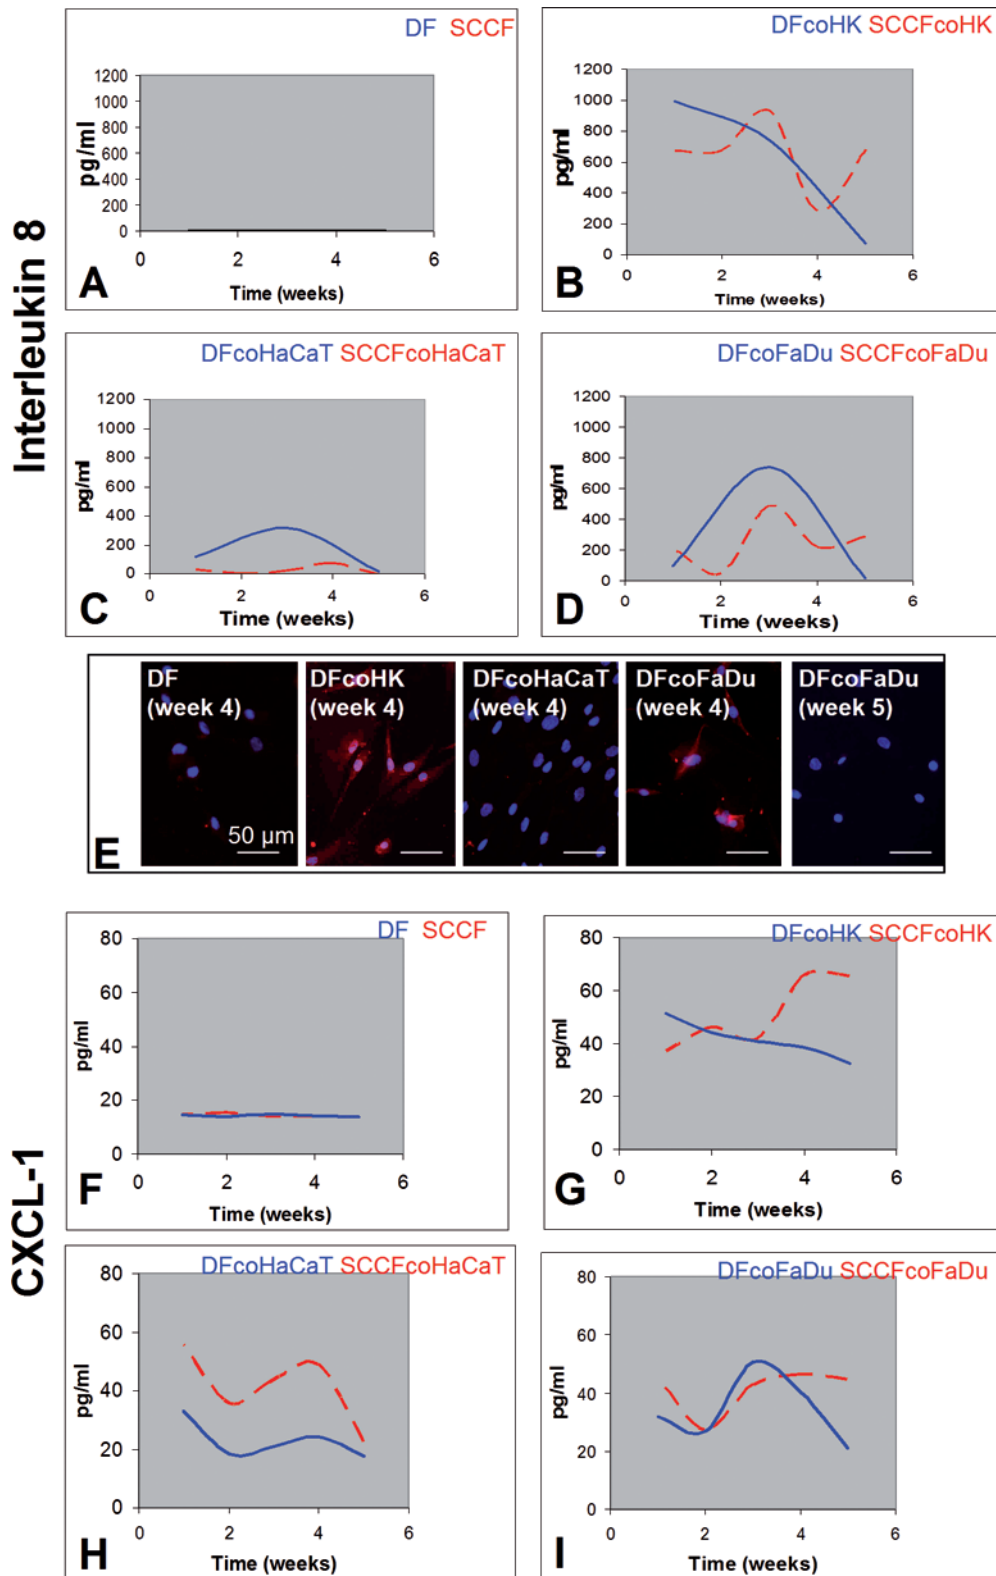 Interleukin 8
DF SCCF
pg/ml
1200
1000
800
600
400
200
0
0 2 4 6
A
Time (weeks)
DFcoHK SCCFcoHK
pg/ml
1200
1000
800
600
400
200
0
0 2 4 6
B
Time (weeks)
DFcoHaCaT SCCFcoHaCaT
pg/ml
1200
1000
800
600
400
200
0
0 2 4 6
C
Time (weeks)
DFcoFaDu SCCFcoFaDu
pg/ml
1200
1000
800
600
400
200
0
0 2 4 6
D
Time (weeks)
E
DF
(week 4)
50 µm
DFcoHK
(week 4)
DFcoHaCaT
(week 4)
DFcoFaDu
(week 4)
DFcoFaDu
(week 5)
CXCL-1
DF SCCF
pg/ml
80
60
40
20
0
0 2 4 6
F
Time (weeks)
DFcoHK SCCFcoHK
pg/ml
80
60
40
20
0
0 2 4 6
G
Time (weeks)
DFcoHaCaT SCCFcoHaCaT
pg/ml
80
60
40
20
0
0 2 4 6
H
Time (weeks)
DFcoFaDu SCCFcoFaDu
pg/ml
80
60
40
20
0
0 2 4 6
I
Time (weeks)